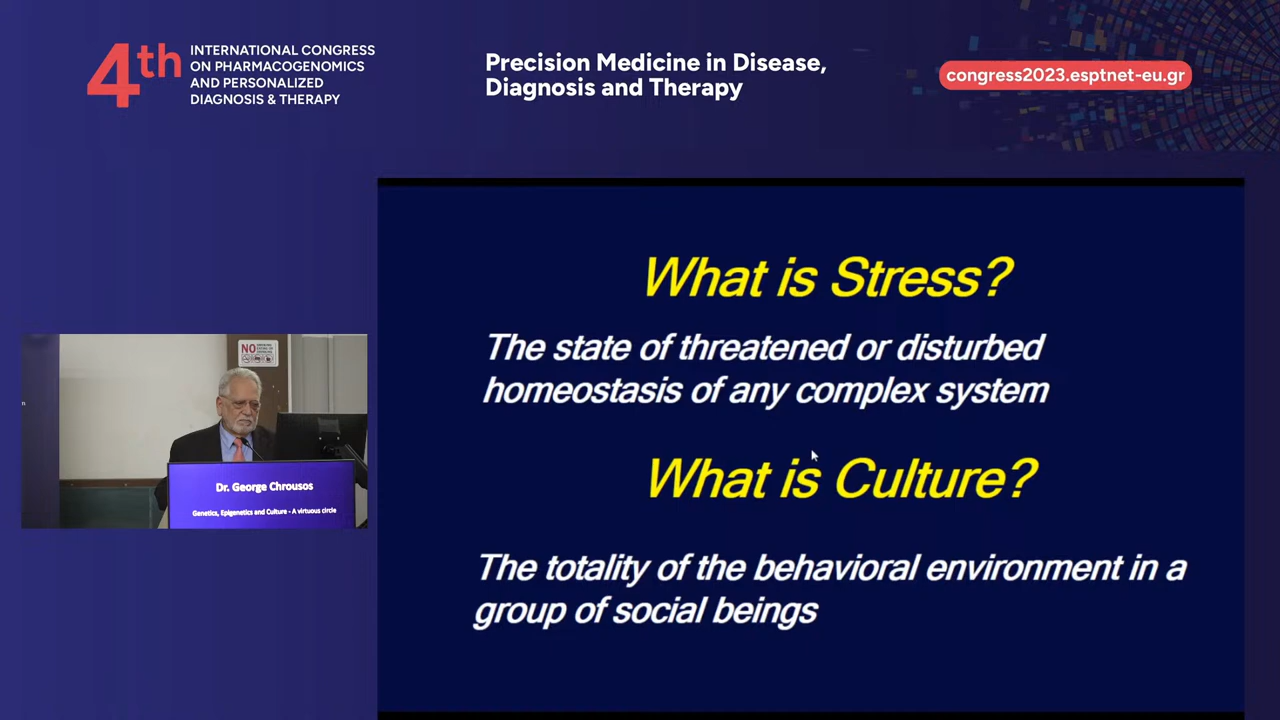 4th
INTERNATIONAL CONGRESS
ON PHARMACOGENOMICS
AND PERSONALIZED
DIAGNOSIS & THERAPY
Precision Medicine in Disease,
Diagnosis and Therapy
congress2023.esptnet-eu.gr
What is Stress?
The state of threatened or disturbed
homeostasis of any complex system
What is Culture?
The totality of the behavioral environment in a
group of social beings
NO
Dr. George Chrousos
Genetics, Epigenetics and Culture - A virtuous circle